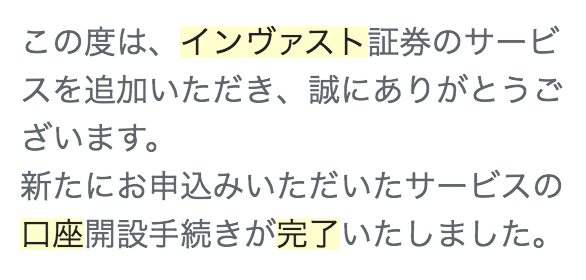 この度は、インヴァスト証券のサービ
スを追加いただき、誠にありがとうご
ざいます。
新たにお申込みいただいたサービスの
口座開設手続きが完了いたしました。